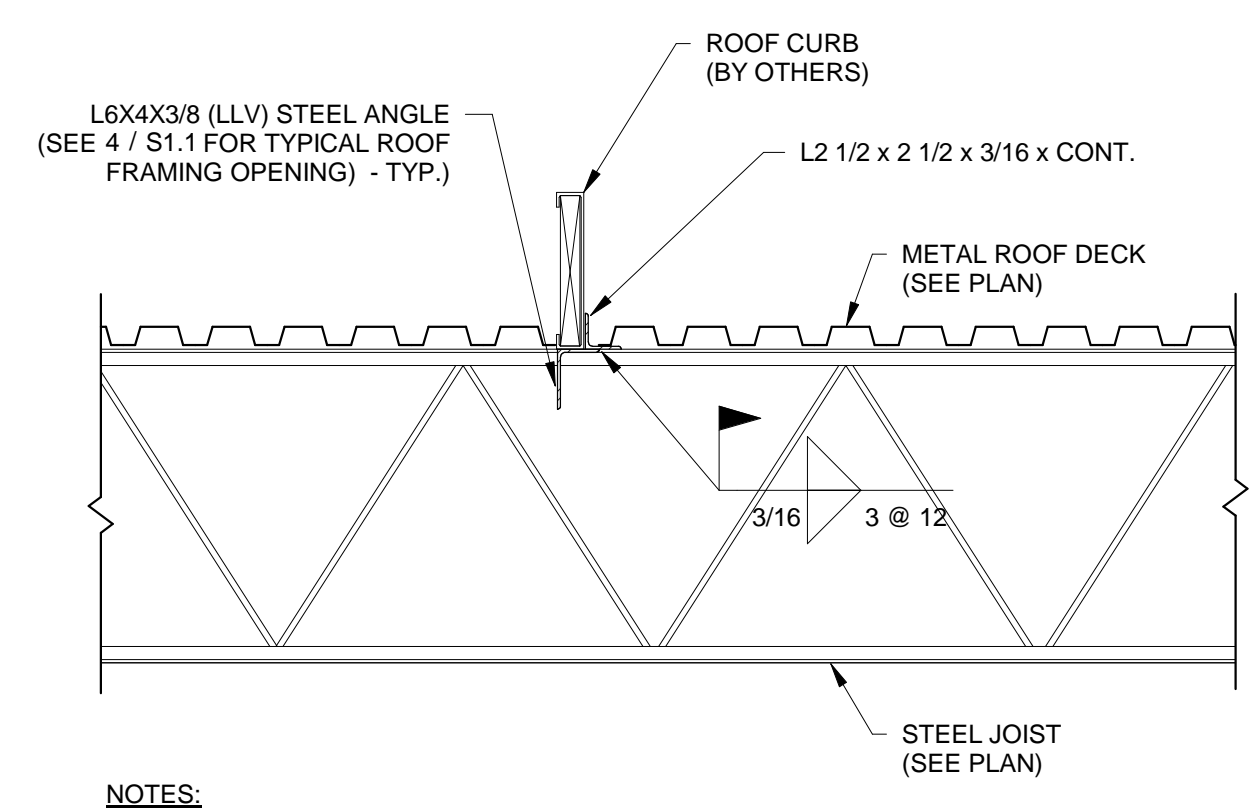 ROOF CURB
(BY OTHERS)
L6X4X3/8 (LLV) STEEL ANGLE
(SEE 4 / S1.1 FOR TYPICAL ROOF
FRAMING OPENING) - TYP.)
L2 1/2 x 2 1/2 x 3/16 x CONT.
METAL ROOF DECK
(SEE PLAN)
3/16 3 @ 12
STEEL JOIST
(SEE PLAN)
NOTES: